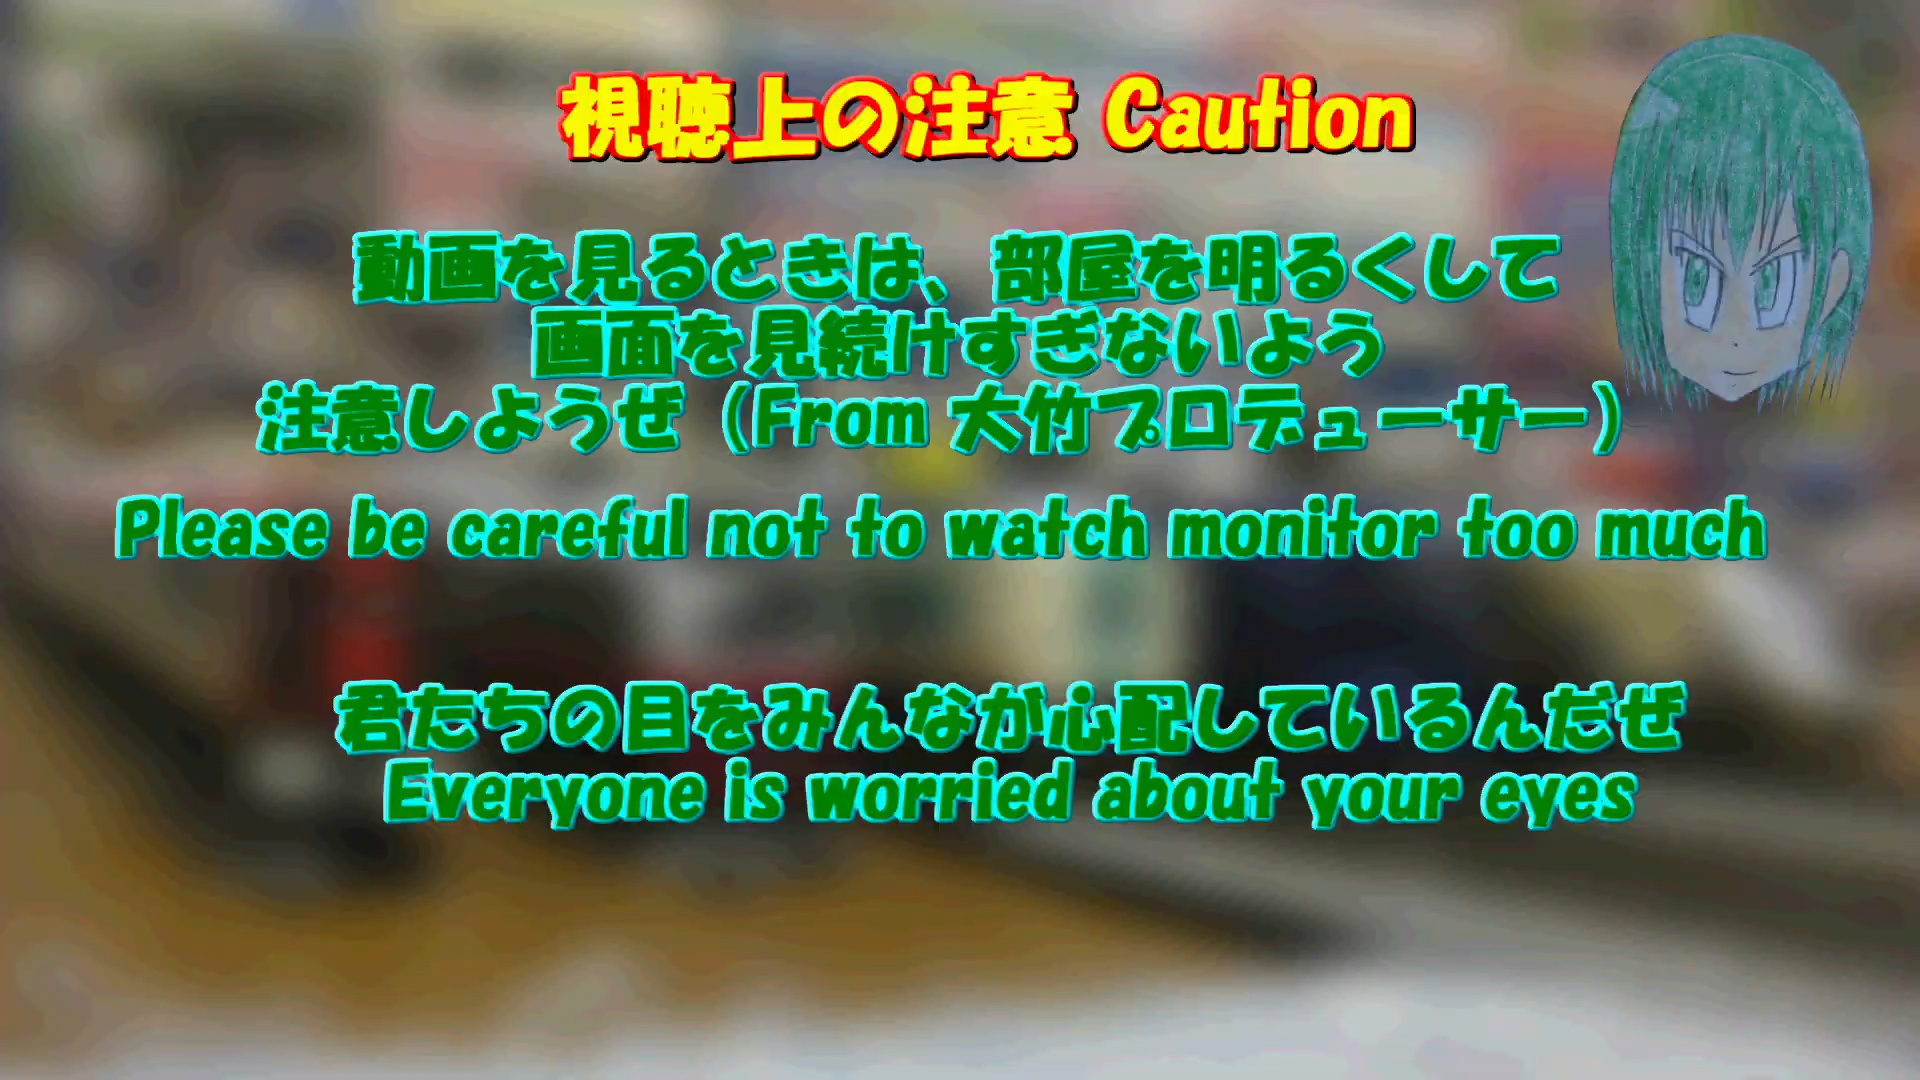 視聴上の注意 Caution
動画を見るときは、部屋を明るくして
画面を見続けすぎないよう
注意しようぜ（From 大竹プロデューサー）
Please be careful not to watch monitor too much
君たちの目をみんなが心配しているんだぜ
Everyone is worried about your eyes